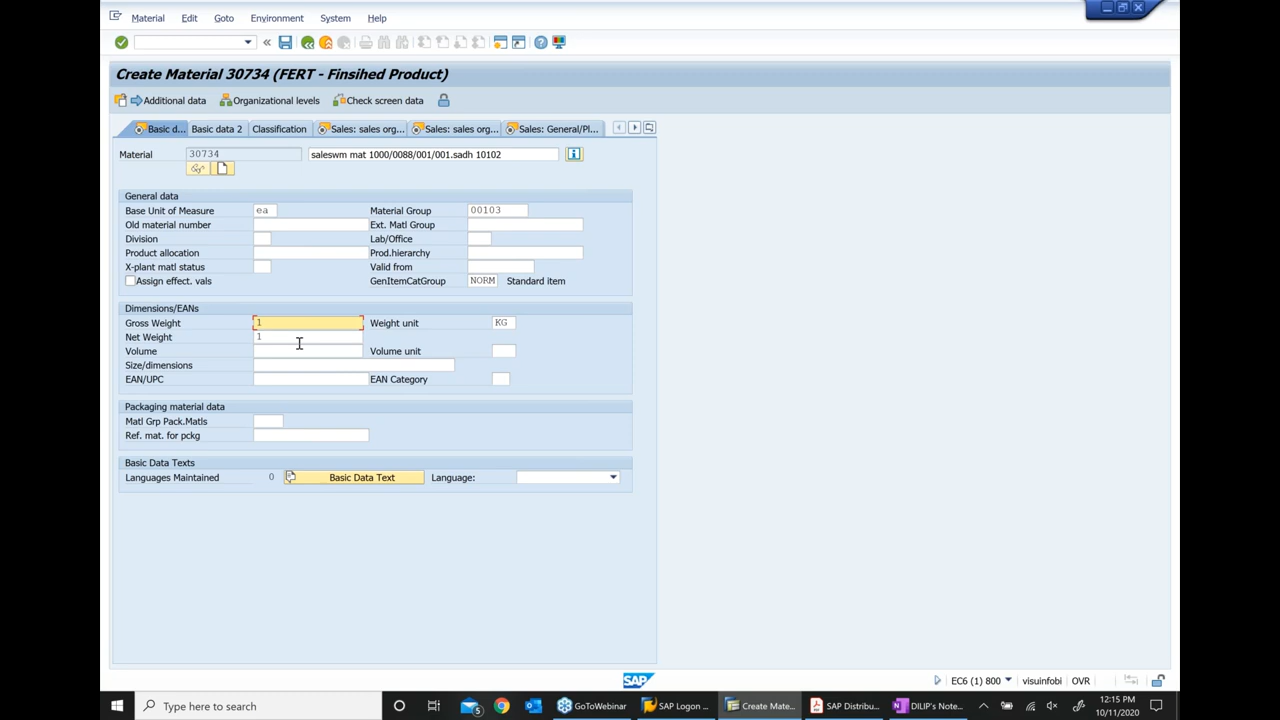 Material Edit Goto Environment System Help
Create Material 30734 (FERT - Finsihed Product)
Additional data Organizational levels Check screen data
Basic d... Basic data 2 Classification Sales: sales org... Sales: sales org... Sales: General/Pl...
Material 30734 saleswm mat 1000/0088/001/001.sadh 10102
General data
Base Unit of Measure ea Material Group 00103
Old material number Ext. Matl Group
Division Lab/Office
Product allocation Prod.hierarchy
X-plant matl status Valid from
Assign effect. vals GenItemCatGroup NORM Standard item
Dimensions/EANs
Gross Weight 1 Weight unit KG
Net Weight 1
Volume Volume unit
Size/dimensions
EAN/UPC EAN Category
Packaging material data
Matl Grp Pack.Matls
Ref. mat. for pckg
Basic Data Texts
Languages Maintained 0 Basic Data Text Language:
SAP EC6 (1) 800 visuinfobi OVR
Type here to search 5 GoToWebinar SAP Logon ... Create Mate... SAP Distribu... DILIP's Note... 12:15 PM
10/11/2020